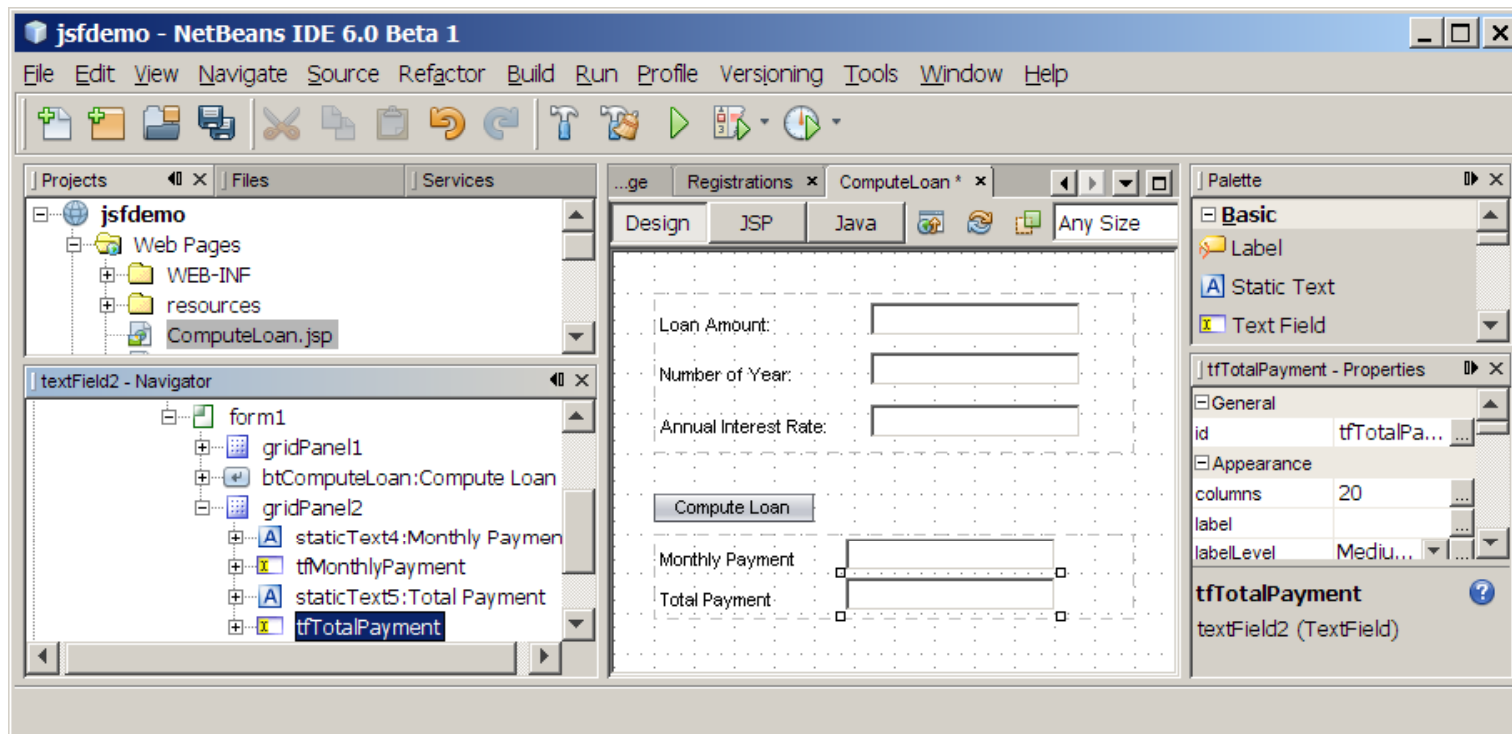 jsfdemo - NetBeans IDE 6.0 Beta 1
File Edit View Navigate Source Refactor Build Run Profile Versioning Tools Window Help
Projects
Files
Services
jsfdemo
Web Pages
WEB-INF
resources
ComputeLoan.jsp
textField2 - Navigator
form1
gridPanel1
btComputeLoan:Compute Loan
gridPanel2
staticText4:Monthly Paymen
tfMonthlyPayment
staticText5:Total Payment
tfTotalPayment
...ge
Registrations
ComputeLoan *
Design JSP Java Any Size
Loan Amount:
Number of Year:
Annual Interest Rate:
Compute Loan
Monthly Payment
Total Payment
Palette
Basic
Label
Static Text
Text Field
tfTotalPayment - Properties
General
id tfTotalPa... ...
Appearance
columns 20 ...
label ...
labelLevel Mediu... ...
tfTotalPayment
textField2 (TextField)